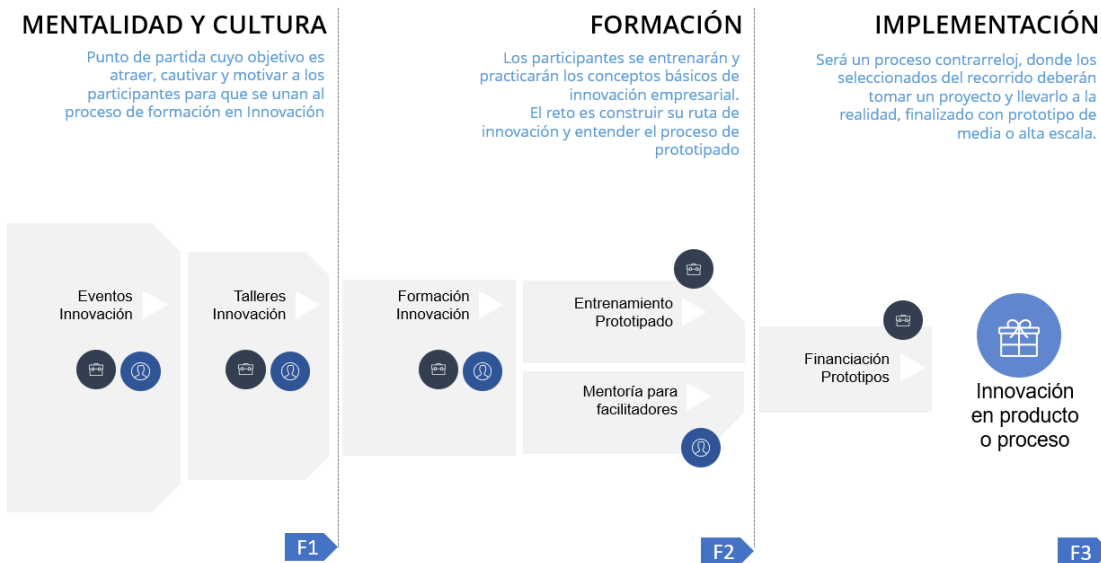 MENTALIDAD Y CULTURA
Punto de partida cuyo objetivo es
atraer, cautivar y motivar a los
participantes para que se unan al
proceso de formación en Innovación
Eventos
Innovación
Talleres
Innovación
F1
FORMACIÓN
Los participantes se entrenarán y
practicarán los conceptos básicos de
innovación empresarial.
El reto es construir su ruta de
innovación y entender el proceso de
prototipado
Formación
Innovación
Entrenamiento
Prototipado
Mentoría para
facilitadores
F2
IMPLEMENTACIÓN
Será un proceso contrarreloj, donde los
seleccionados del recorrido deberán
tomar un proyecto y llevarlo a la
realidad, finalizado con prototipo de
media o alta escala.
Financiación
Prototipos
Innovación
en producto
o proceso
F3